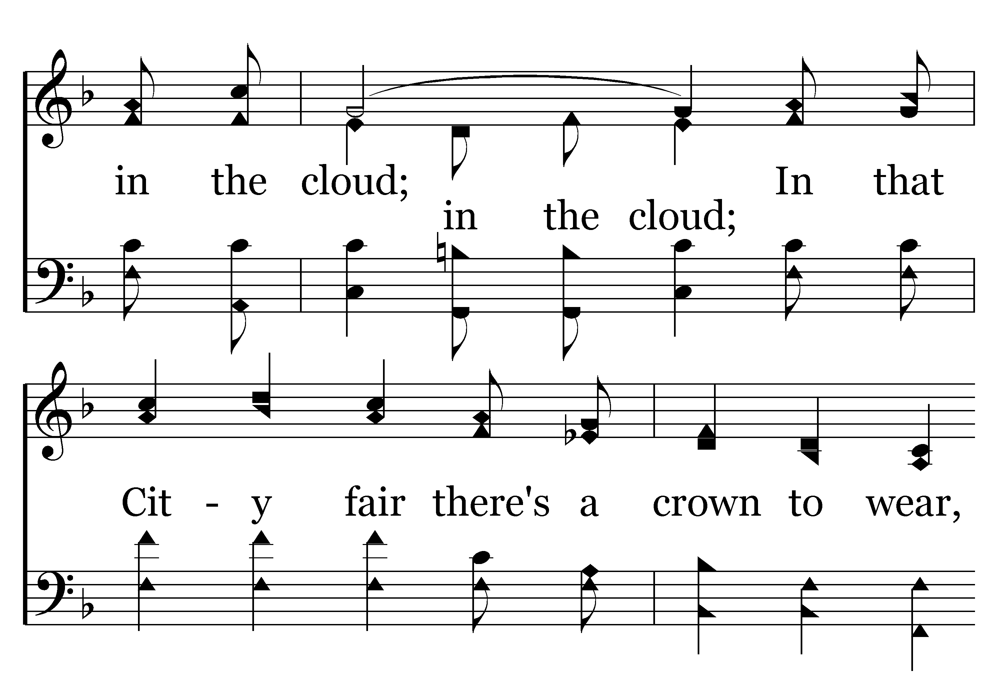 in the cloud; In that
in the cloud;
Cit - y fair there's a crown to wear,